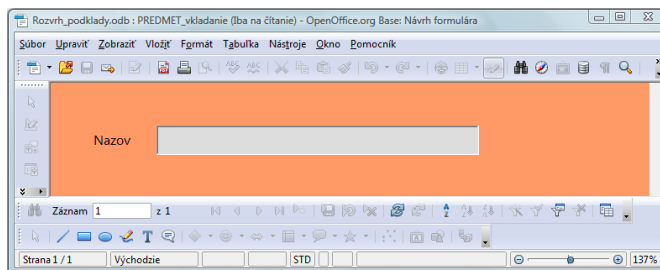 Rozvrh_podklady.odb : PREDMET_vkladanie (Iba na čítanie) - OpenOffice.org Base: Návrh formulára
Súbor Upraviť Zobraziť Vložiť Formát Tabuľka Nástroje Okno Pomocník
Nazov
Záznam 1 z 1
Strana 1 / 1 Východzie STD 137%